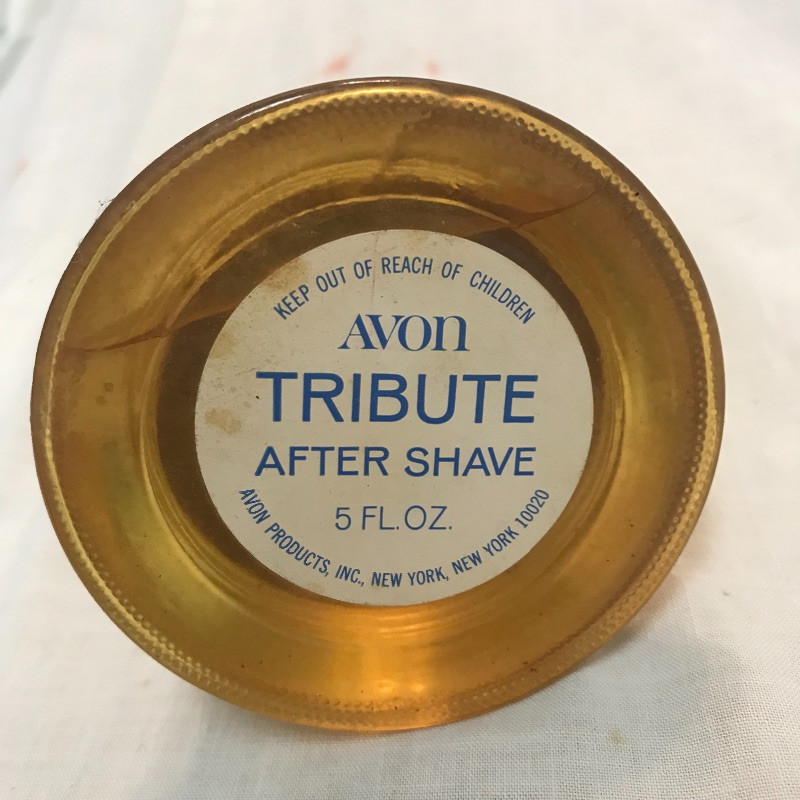 KEEP OUT OF REACH OF CHILDREN
AVON
TRIBUTE
AFTER SHAVE
5 FL. OZ.
AVON PRODUCTS, INC., NEW YORK, NEW YORK 10020